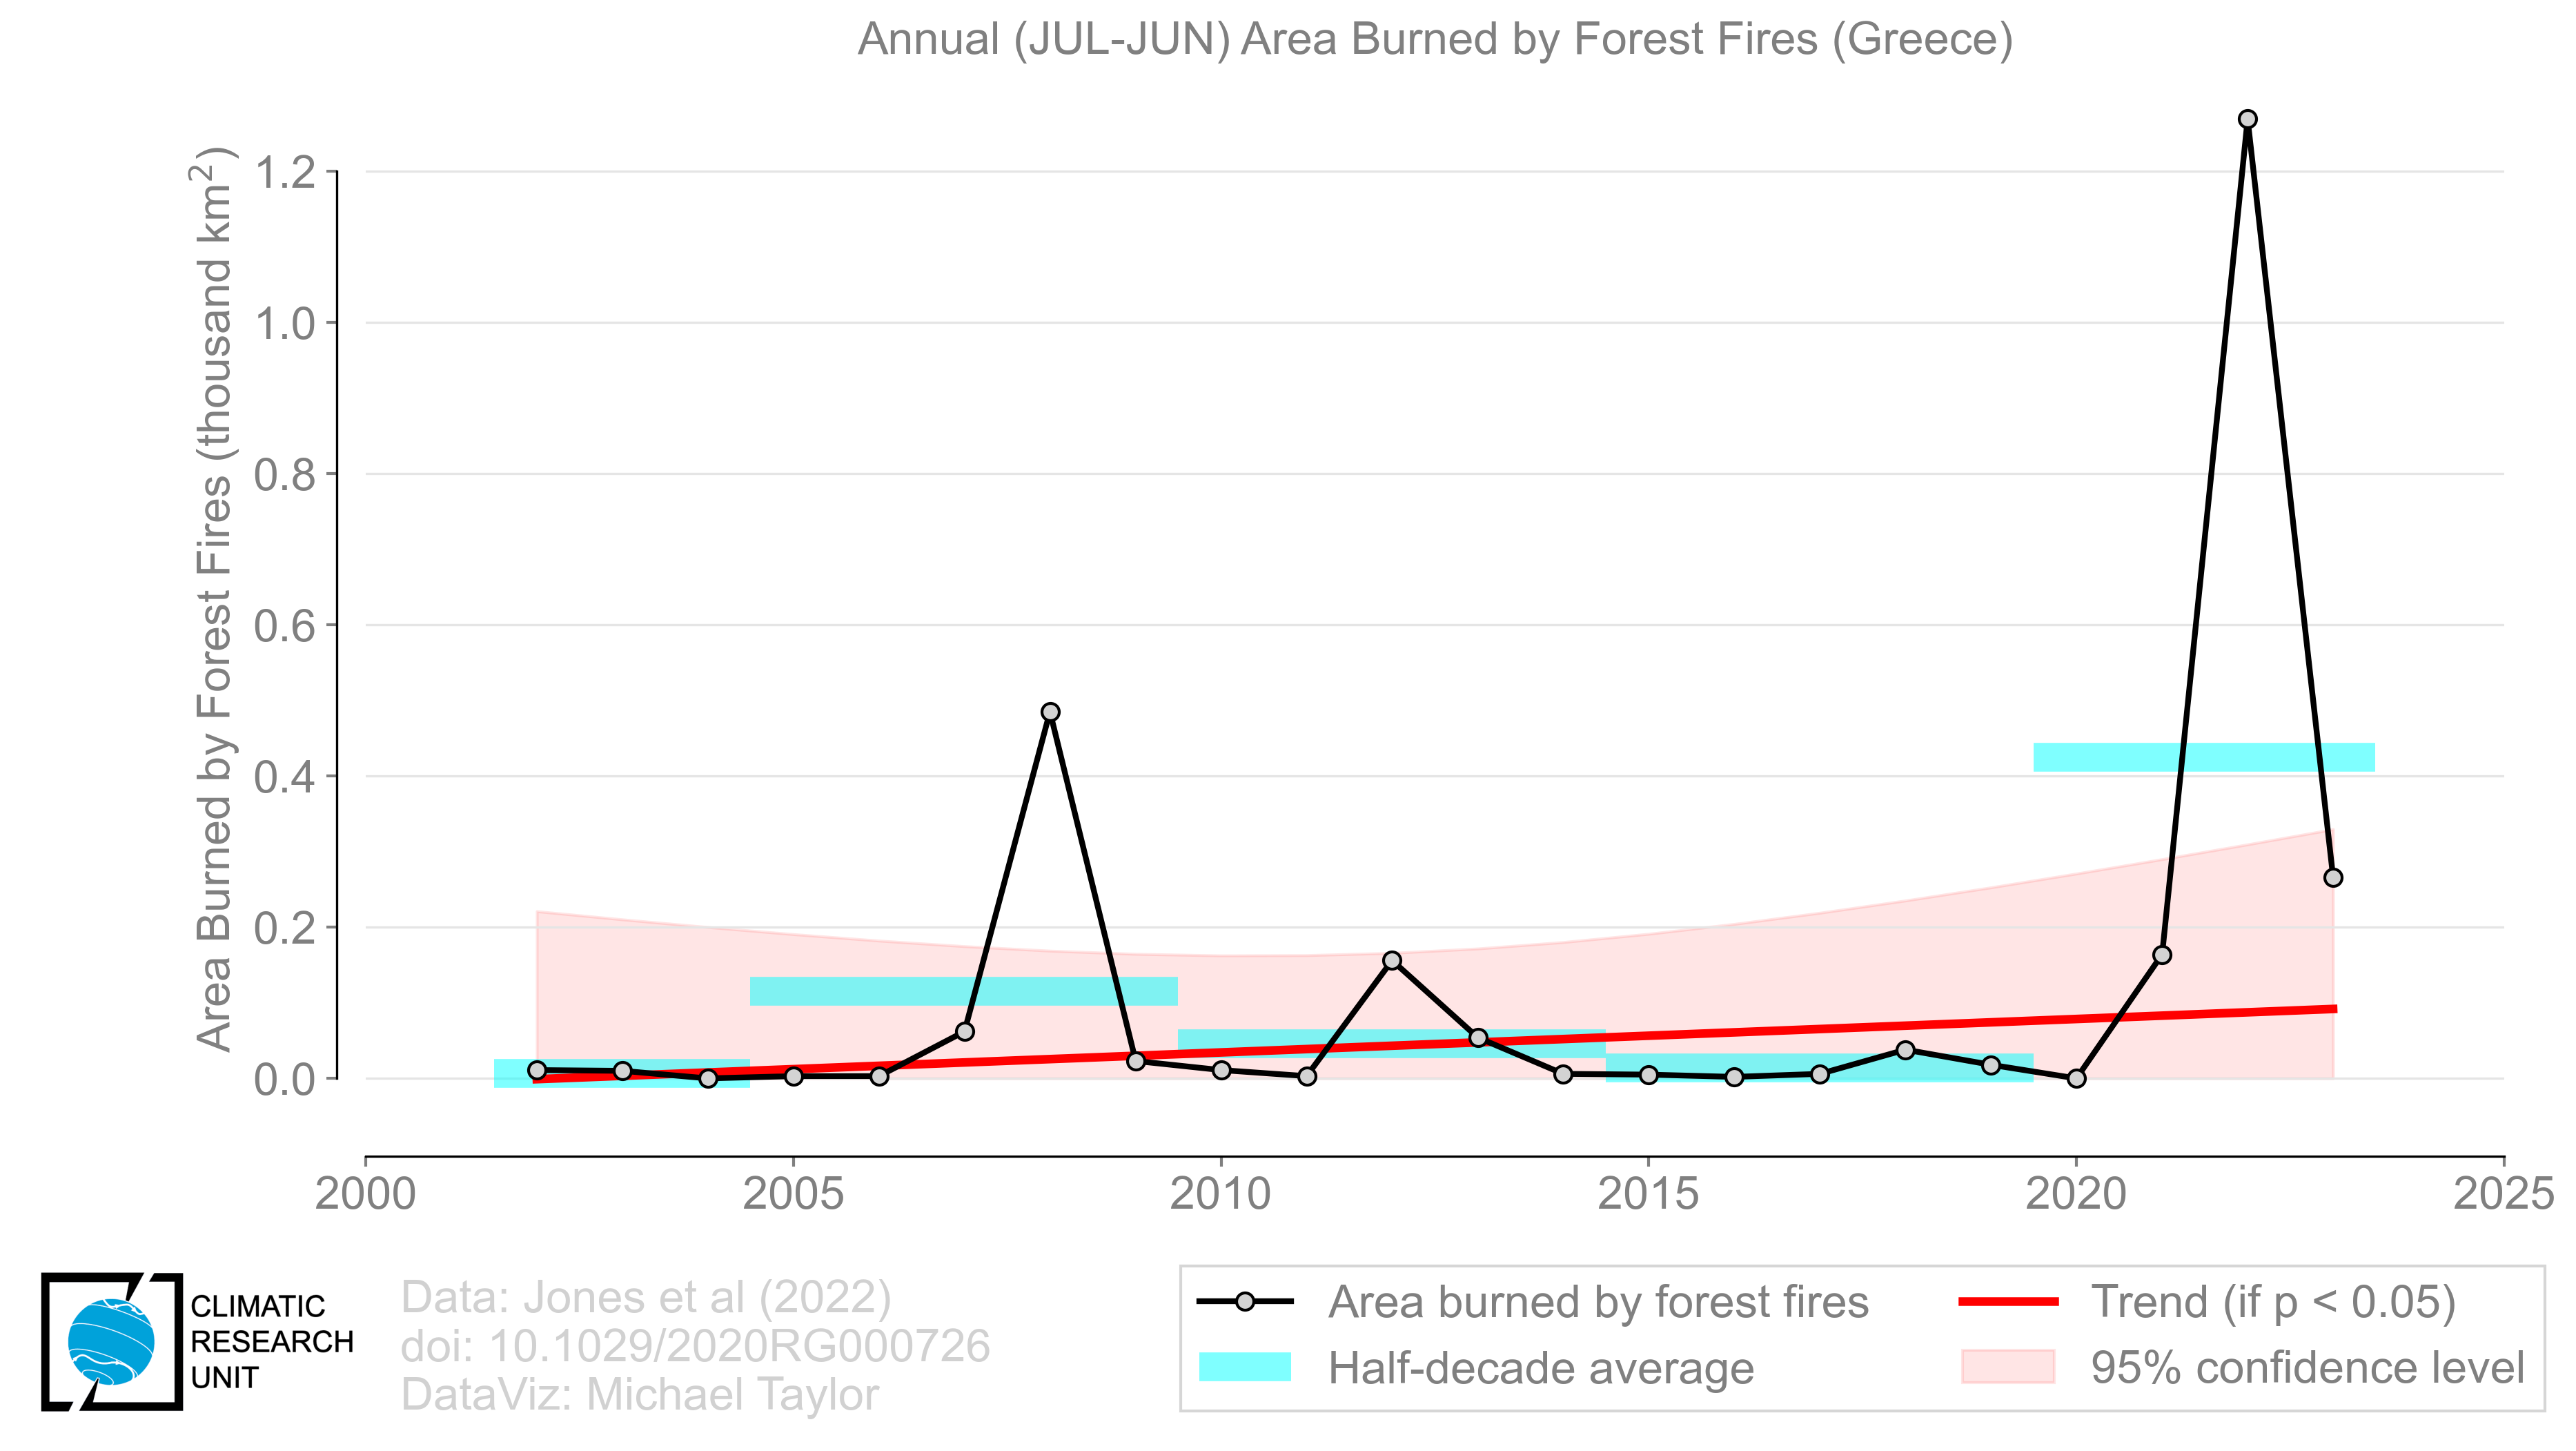 Annual (JUL-JUN) Area Burned by Forest Fires (Greece)
Area Burned by Forest Fires (thousand km²)
1.2
1.0
0.8
0.6
0.4
0.2
0.0
2000
2005
2010
2015
2020
2025
CLIMATIC
RESEARCH
UNIT
Data: Jones et al (2022)
doi: 10.1029/2020RG000726
DataViz: Michael Taylor
Area burned by forest fires
Half-decade average
Trend (if p < 0.05)
95% confidence level